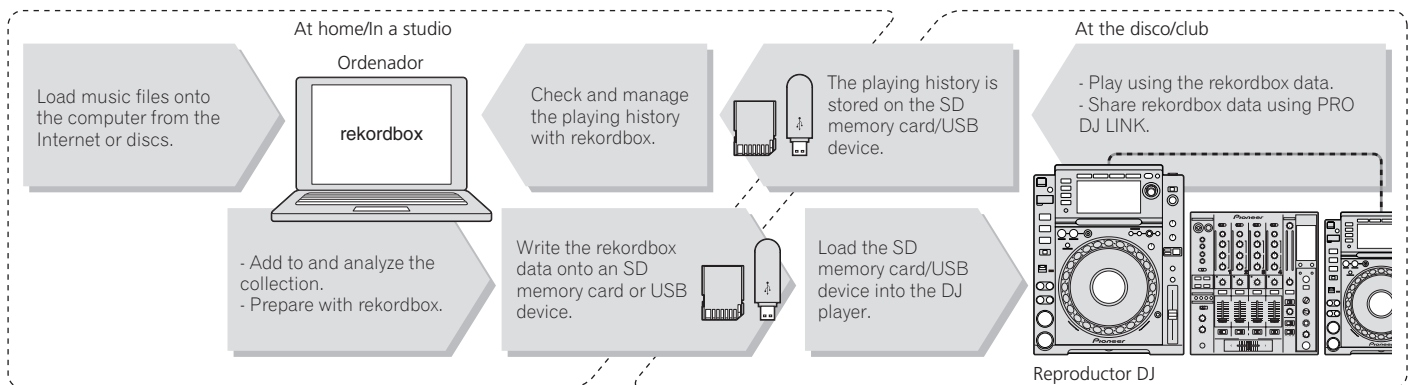 At home/In a studio
At the disco/club
Ordenador
Load music files onto
the computer from the
Internet or discs.
rekordbox
Check and manage
the playing history
with rekordbox.
The playing history is
stored on the SD
memory card/USB
device.
- Play using the rekordbox data.
- Share rekordbox data using PRO
DJ LINK.
- Add to and analyze the
collection.
- Prepare with rekordbox.
Write the rekordbox
data onto an SD
memory card or USB
device.
Load the SD
memory card/USB
device into the DJ
player.
Pioneer
Pioneer
Pioneer
Reproductor DJ